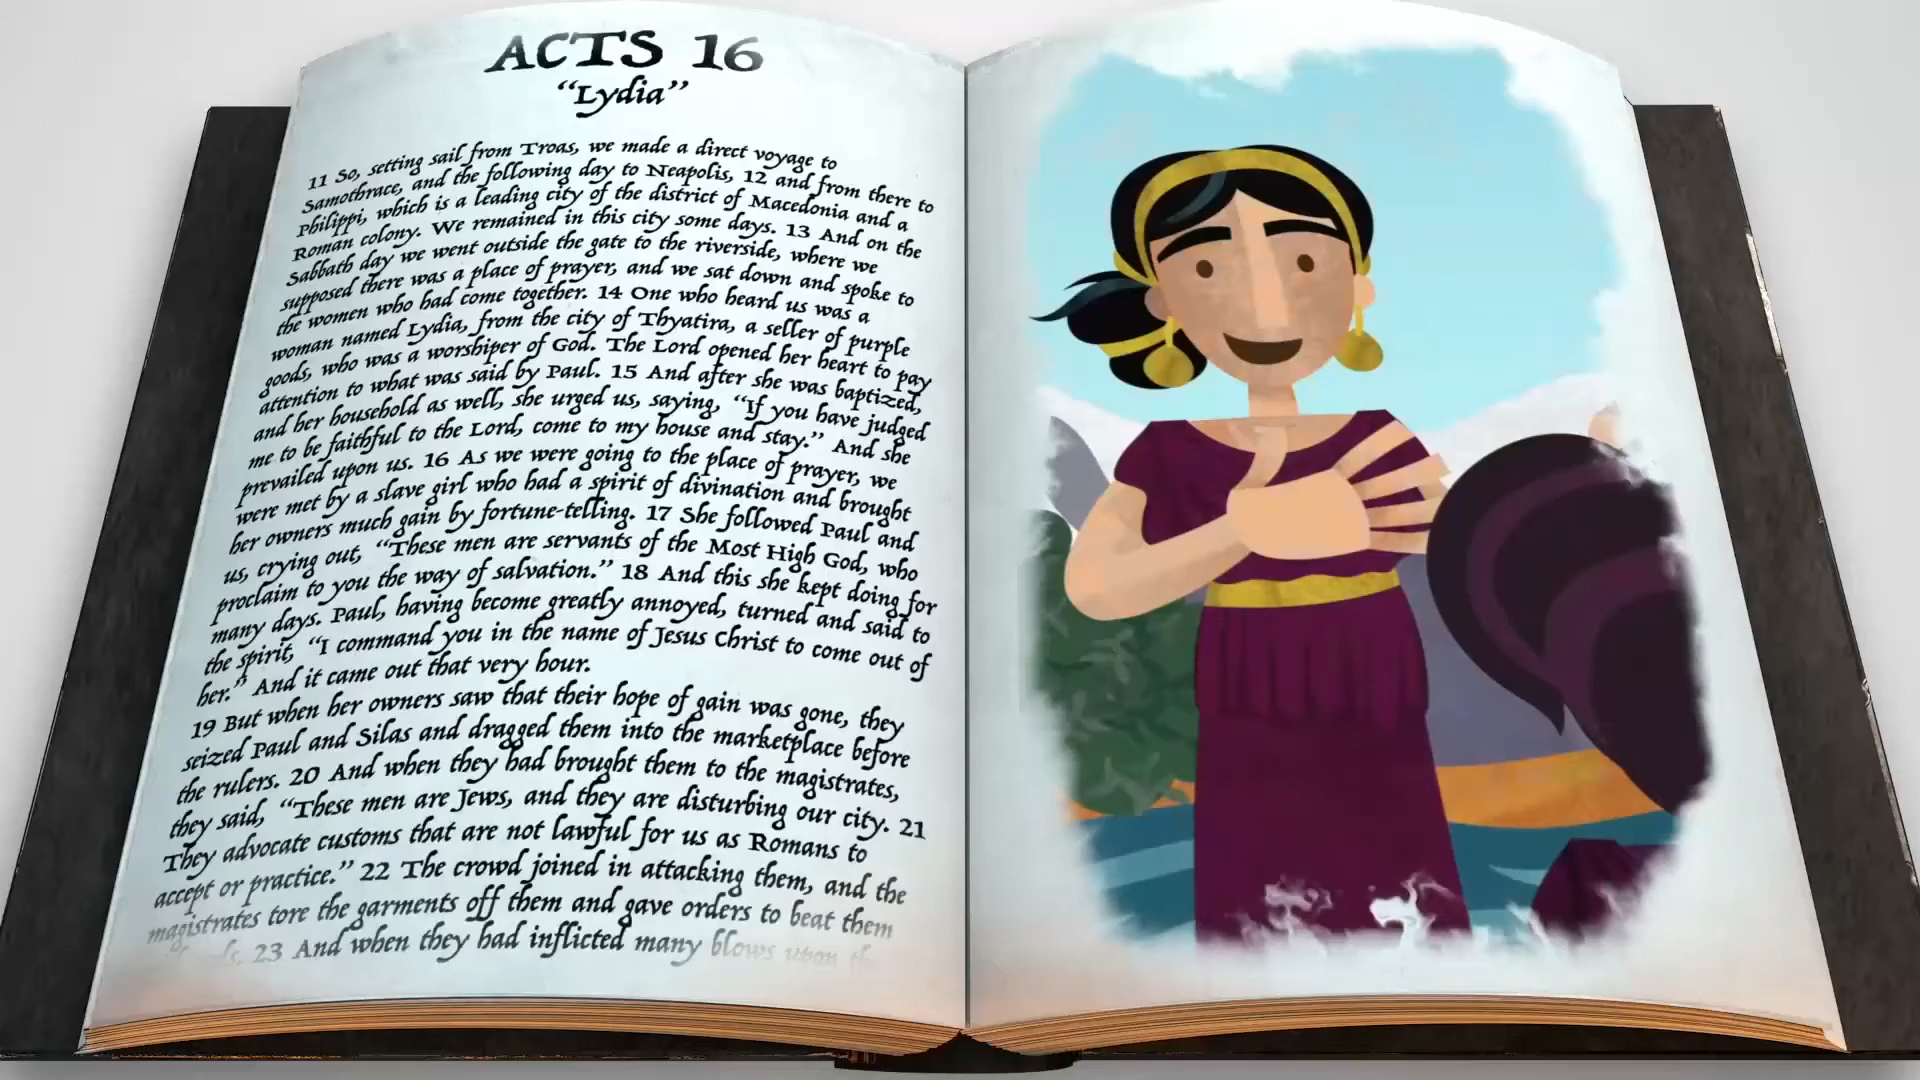 ACTS 16
“Lydia”
11 So, setting sail from Troas, we made a direct voyage to
Samothrace, and the following day to Neapolis, 12 and from there to
Philippi, which is a leading city of the district of Macedonia and a
Roman colony. We remained in this city some days. 13 And on the
Sabbath day we went outside the gate to the riverside, where we
supposed there was a place of prayer, and we sat down and spoke to
the women who had come together. 14 One who heard us was a
woman named Lydia, from the city of Thyatira, a seller of purple
goods, who was a worshiper of God. The Lord opened her heart to pay
attention to what was said by Paul. 15 And after she was baptized,
and her household as well, she urged us, saying, “If you have judged
me to be faithful to the Lord, come to my house and stay.” And she
prevailed upon us. 16 As we were going to the place of prayer, we
were met by a slave girl who had a spirit of divination and brought
her owners much gain by fortune-telling. 17 She followed Paul and
us, crying out, “These men are servants of the Most High God, who
proclaim to you the way of salvation.” 18 And this she kept doing for
many days. Paul, having become greatly annoyed, turned and said to
the spirit, “I command you in the name of Jesus Christ to come out of
her.” And it came out that very hour.
19 But when her owners saw that their hope of gain was gone, they
seized Paul and Silas and dragged them into the marketplace before
the rulers. 20 And when they had brought them to the magistrates,
they said, “These men are Jews, and they are disturbing our city. 21
They advocate customs that are not lawful for us as Romans to
accept or practice.” 22 The crowd joined in attacking them, and the
magistrates tore the garments off them and gave orders to beat them
23 And when they had inflicted many blows upon